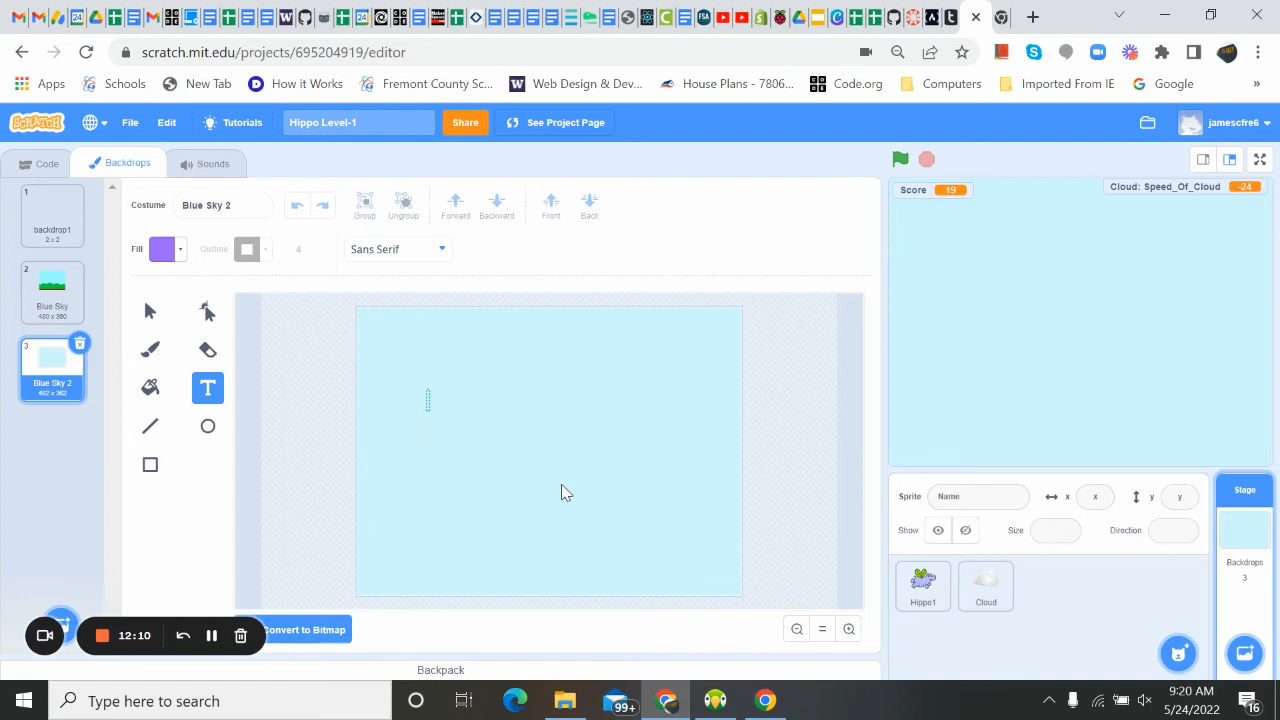 scratch.mit.edu/projects/695204919/editor
Apps Schools New Tab How it Works Fremont County Sc... Web Design & Dev... House Plans - 7806... Code.org Computers Imported From IE Google »
SCRATCH File Edit Tutorials Hippo Level-1 Share See Project Page jamescfre6
Code Backdrops Sounds
Score 19 Cloud: Speed_Of_Cloud -24
1
backdrop1
2 x 2
Costume Blue Sky 2 Group Ungroup Forward Backward Front Back
Fill Outline 4 Sans Serif
2
Blue Sky
480 x 360
3
Blue Sky 2
482 x 362
T
Sprite Name x x y y
Show Size Direction
Stage
Backdrops
3
Hippo1 Cloud
12:10
Convert to Bitmap
Backpack
Type here to search
99+
9:20 AM
5/24/2022
16